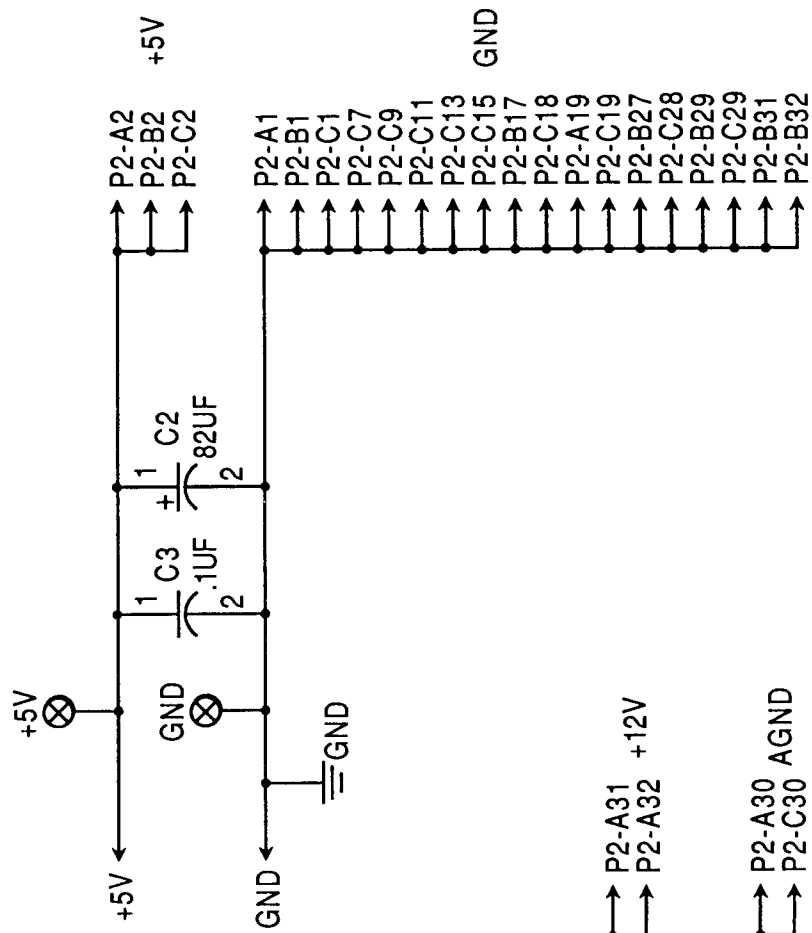 +5V
+5V
GND
GND
GND
1
C3
.1UF
2
1
+
C2
82UF
2
P2-A2
P2-B2
P2-C2
+5V
P2-A1
P2-B1
P2-C1
P2-C7
P2-C9
P2-C11
P2-C13
P2-C15
P2-B17
P2-C18
P2-A19
P2-C19
P2-B27
P2-C28
P2-B29
P2-C29
P2-B31
P2-B32
GND
P2-A31
P2-A32 +12V
P2-A30
P2-C30 AGND